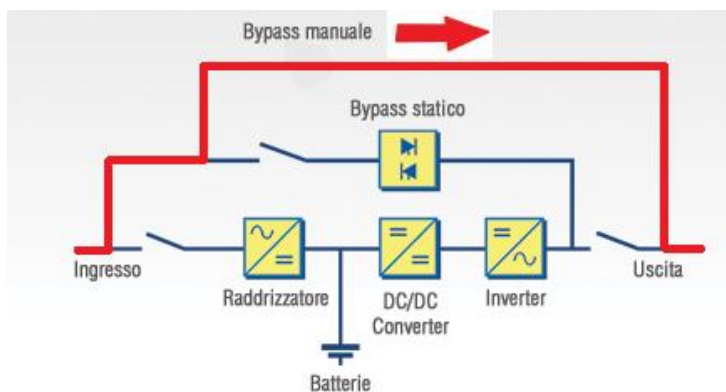 Bypass manuale
Bypass statico
Ingresso
Uscita
Raddrizzatore
DC/DC
Converter
Inverter
Batterie